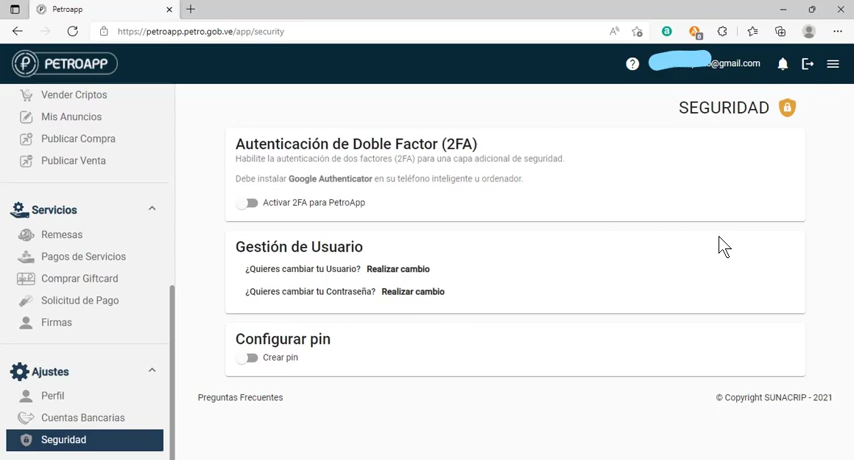 Petroapp
https://petroapp.petro.gob.ve/app/security
PETROAPP
@gmail.com
Vender Criptos
Mis Anuncios
Publicar Compra
Publicar Venta
Servicios
Remesas
Pagos de Servicios
Comprar Giftcard
Solicitud de Pago
Firmas
Ajustes
Perfil
Cuentas Bancarias
Seguridad
SEGURIDAD
Autenticación de Doble Factor (2FA)
Habilite la autenticación de dos factores (2FA) para una capa adicional de seguridad.
Debe instalar Google Authenticator en su teléfono inteligente u ordenador.
Activar 2FA para PetroApp
Gestión de Usuario
¿Quieres cambiar tu Usuario? Realizar cambio
¿Quieres cambiar tu Contraseña? Realizar cambio
Configurar pin
Crear pin
Preguntas Frecuentes
© Copyright SUNACRIP - 2021